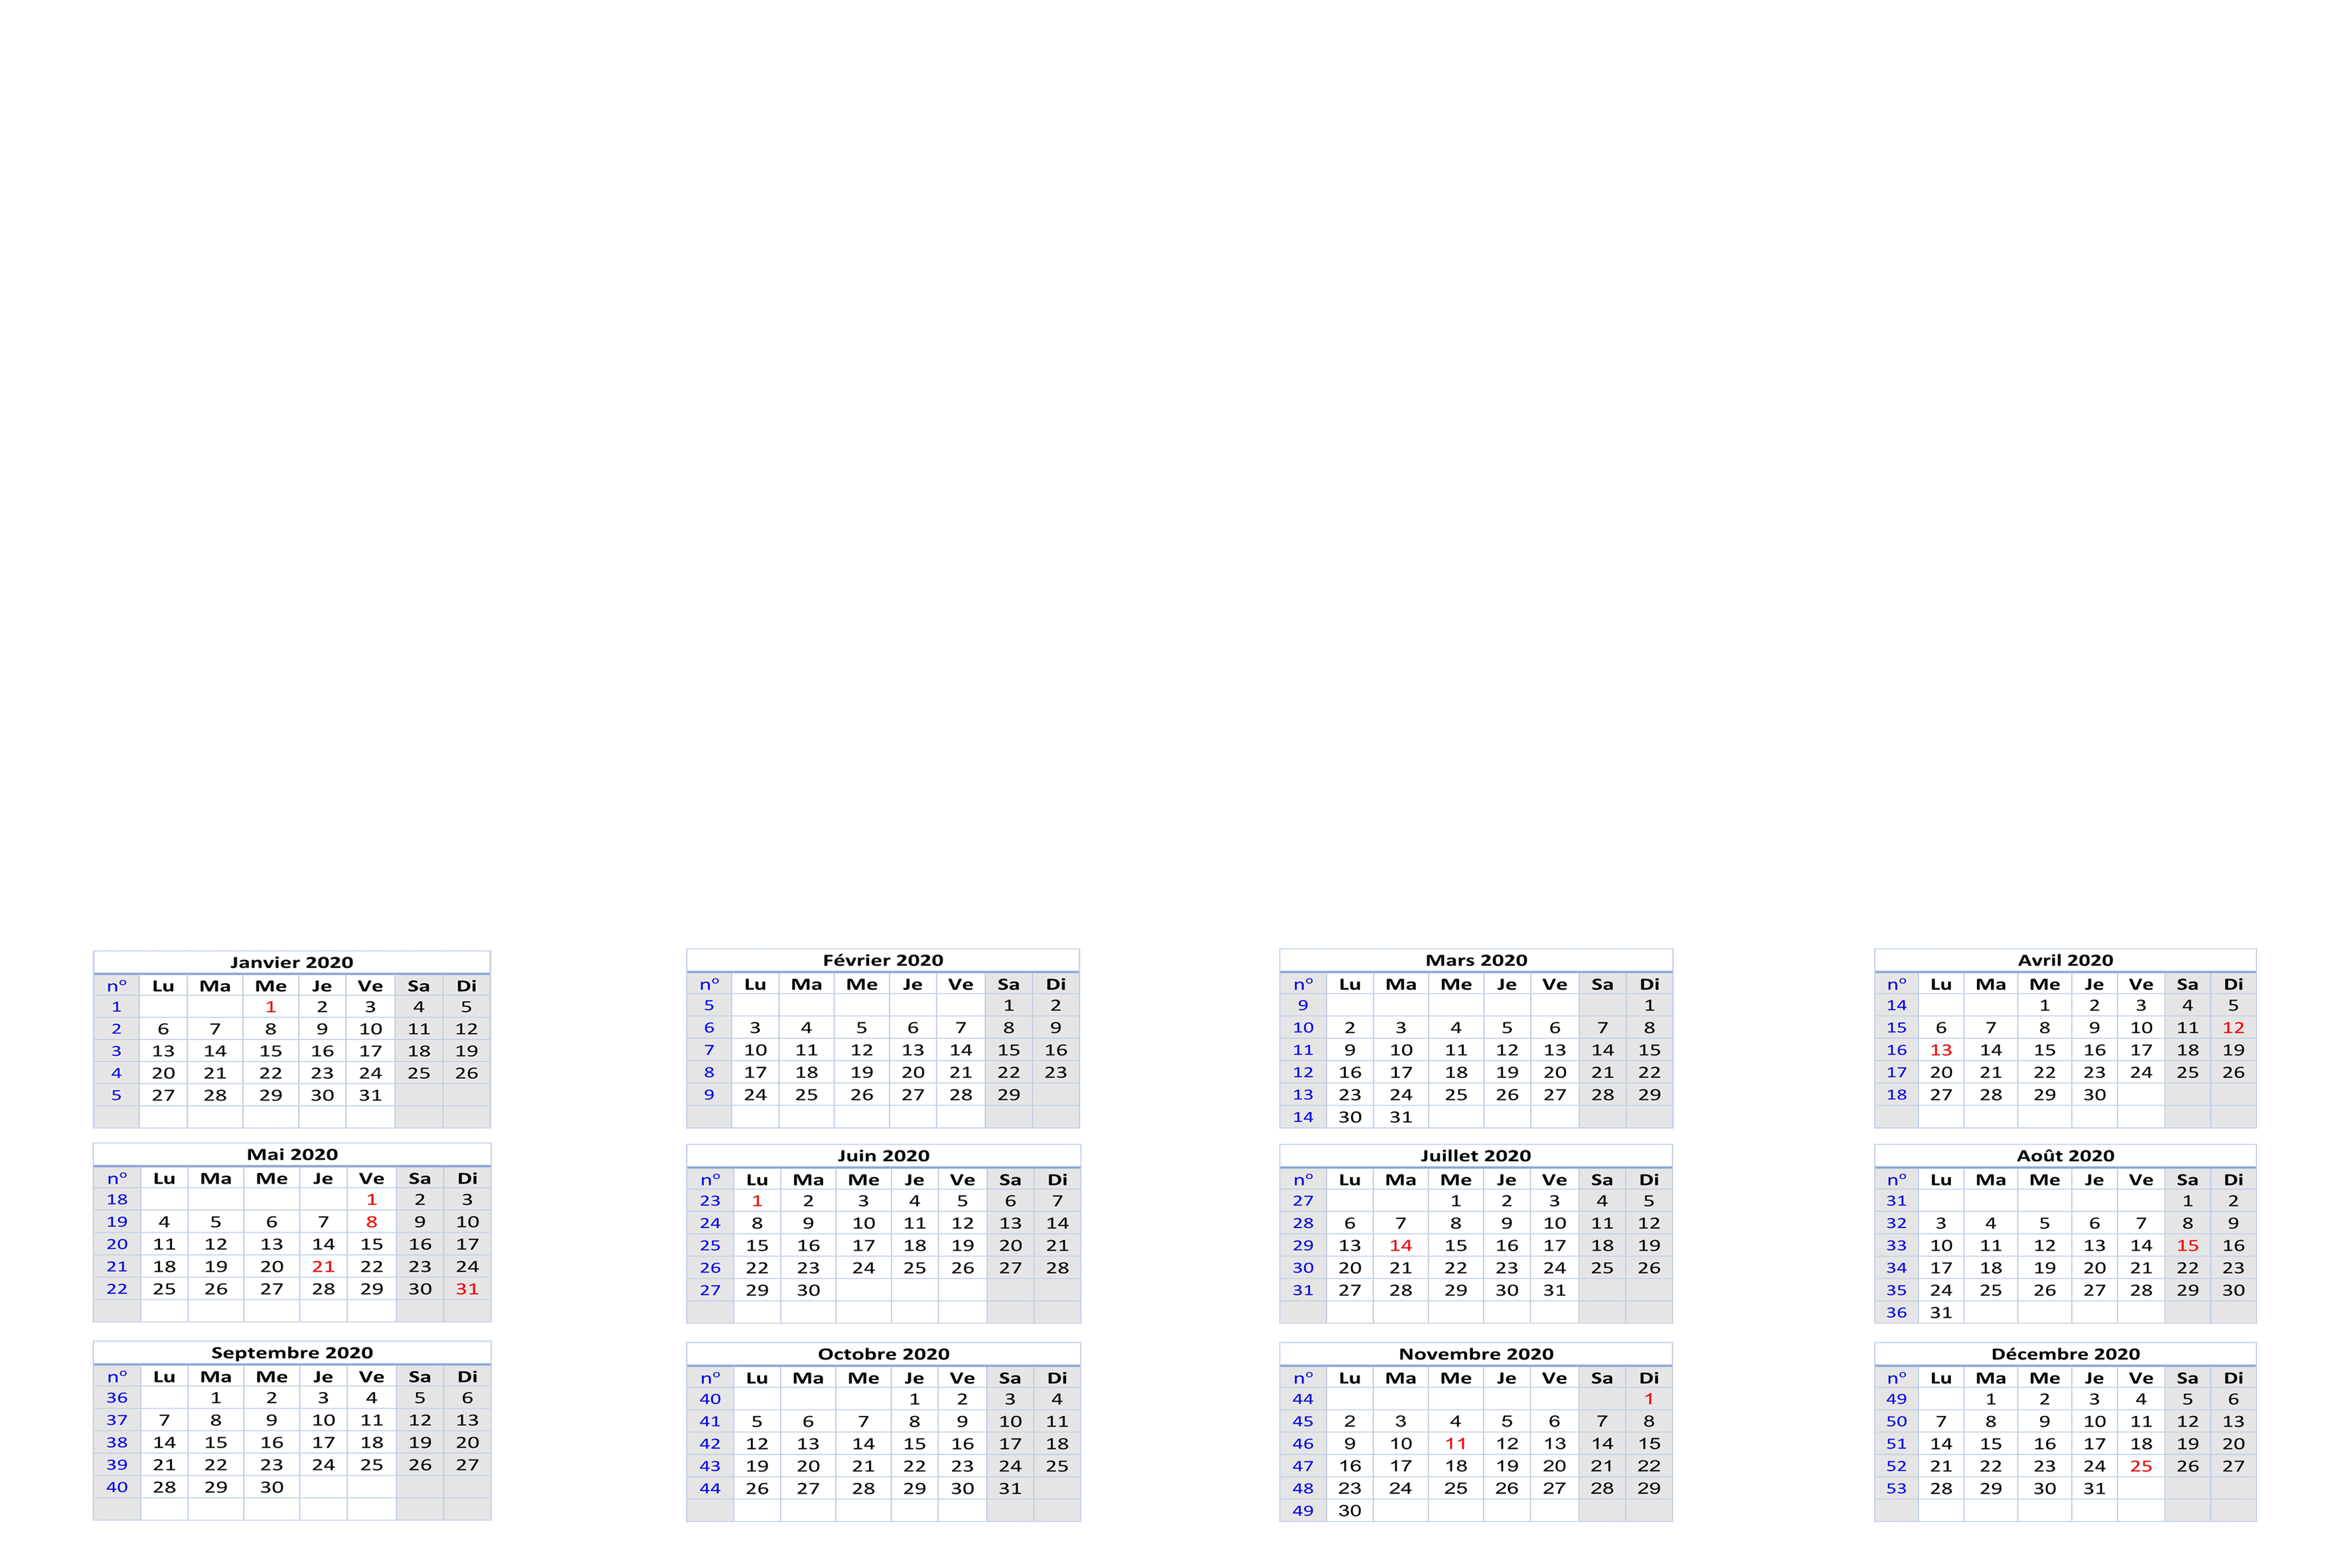 Janvier 2020
nº Lu Ma Me Je Ve Sa Di
1 1 2 3 4 5
2 6 7 8 9 10 11 12
3 13 14 15 16 17 18 19
4 20 21 22 23 24 25 26
5 27 28 29 30 31
Février 2020
nº Lu Ma Me Je Ve Sa Di
5 1 2
6 3 4 5 6 7 8 9
7 10 11 12 13 14 15 16
8 17 18 19 20 21 22 23
9 24 25 26 27 28 29
Mars 2020
nº Lu Ma Me Je Ve Sa Di
9 1
10 2 3 4 5 6 7 8
11 9 10 11 12 13 14 15
12 16 17 18 19 20 21 22
13 23 24 25 26 27 28 29
14 30 31
Avril 2020
nº Lu Ma Me Je Ve Sa Di
14 1 2 3 4 5
15 6 7 8 9 10 11 12
16 13 14 15 16 17 18 19
17 20 21 22 23 24 25 26
18 27 28 29 30
Mai 2020
nº Lu Ma Me Je Ve Sa Di
18 1 2 3
19 4 5 6 7 8 9 10
20 11 12 13 14 15 16 17
21 18 19 20 21 22 23 24
22 25 26 27 28 29 30 31
Juin 2020
nº Lu Ma Me Je Ve Sa Di
23 1 2 3 4 5 6 7
24 8 9 10 11 12 13 14
25 15 16 17 18 19 20 21
26 22 23 24 25 26 27 28
27 29 30
Juillet 2020
nº Lu Ma Me Je Ve Sa Di
27 1 2 3 4 5
28 6 7 8 9 10 11 12
29 13 14 15 16 17 18 19
30 20 21 22 23 24 25 26
31 27 28 29 30 31
Août 2020
nº Lu Ma Me Je Ve Sa Di
31 1 2
32 3 4 5 6 7 8 9
33 10 11 12 13 14 15 16
34 17 18 19 20 21 22 23
35 24 25 26 27 28 29 30
36 31
Septembre 2020
nº Lu Ma Me Je Ve Sa Di
36 1 2 3 4 5 6
37 7 8 9 10 11 12 13
38 14 15 16 17 18 19 20
39 21 22 23 24 25 26 27
40 28 29 30
Octobre 2020
nº Lu Ma Me Je Ve Sa Di
40 1 2 3 4
41 5 6 7 8 9 10 11
42 12 13 14 15 16 17 18
43 19 20 21 22 23 24 25
44 26 27 28 29 30 31
Novembre 2020
nº Lu Ma Me Je Ve Sa Di
44 1
45 2 3 4 5 6 7 8
46 9 10 11 12 13 14 15
47 16 17 18 19 20 21 22
48 23 24 25 26 27 28 29
49 30
Décembre 2020
nº Lu Ma Me Je Ve Sa Di
49 1 2 3 4 5 6
50 7 8 9 10 11 12 13
51 14 15 16 17 18 19 20
52 21 22 23 24 25 26 27
53 28 29 30 31